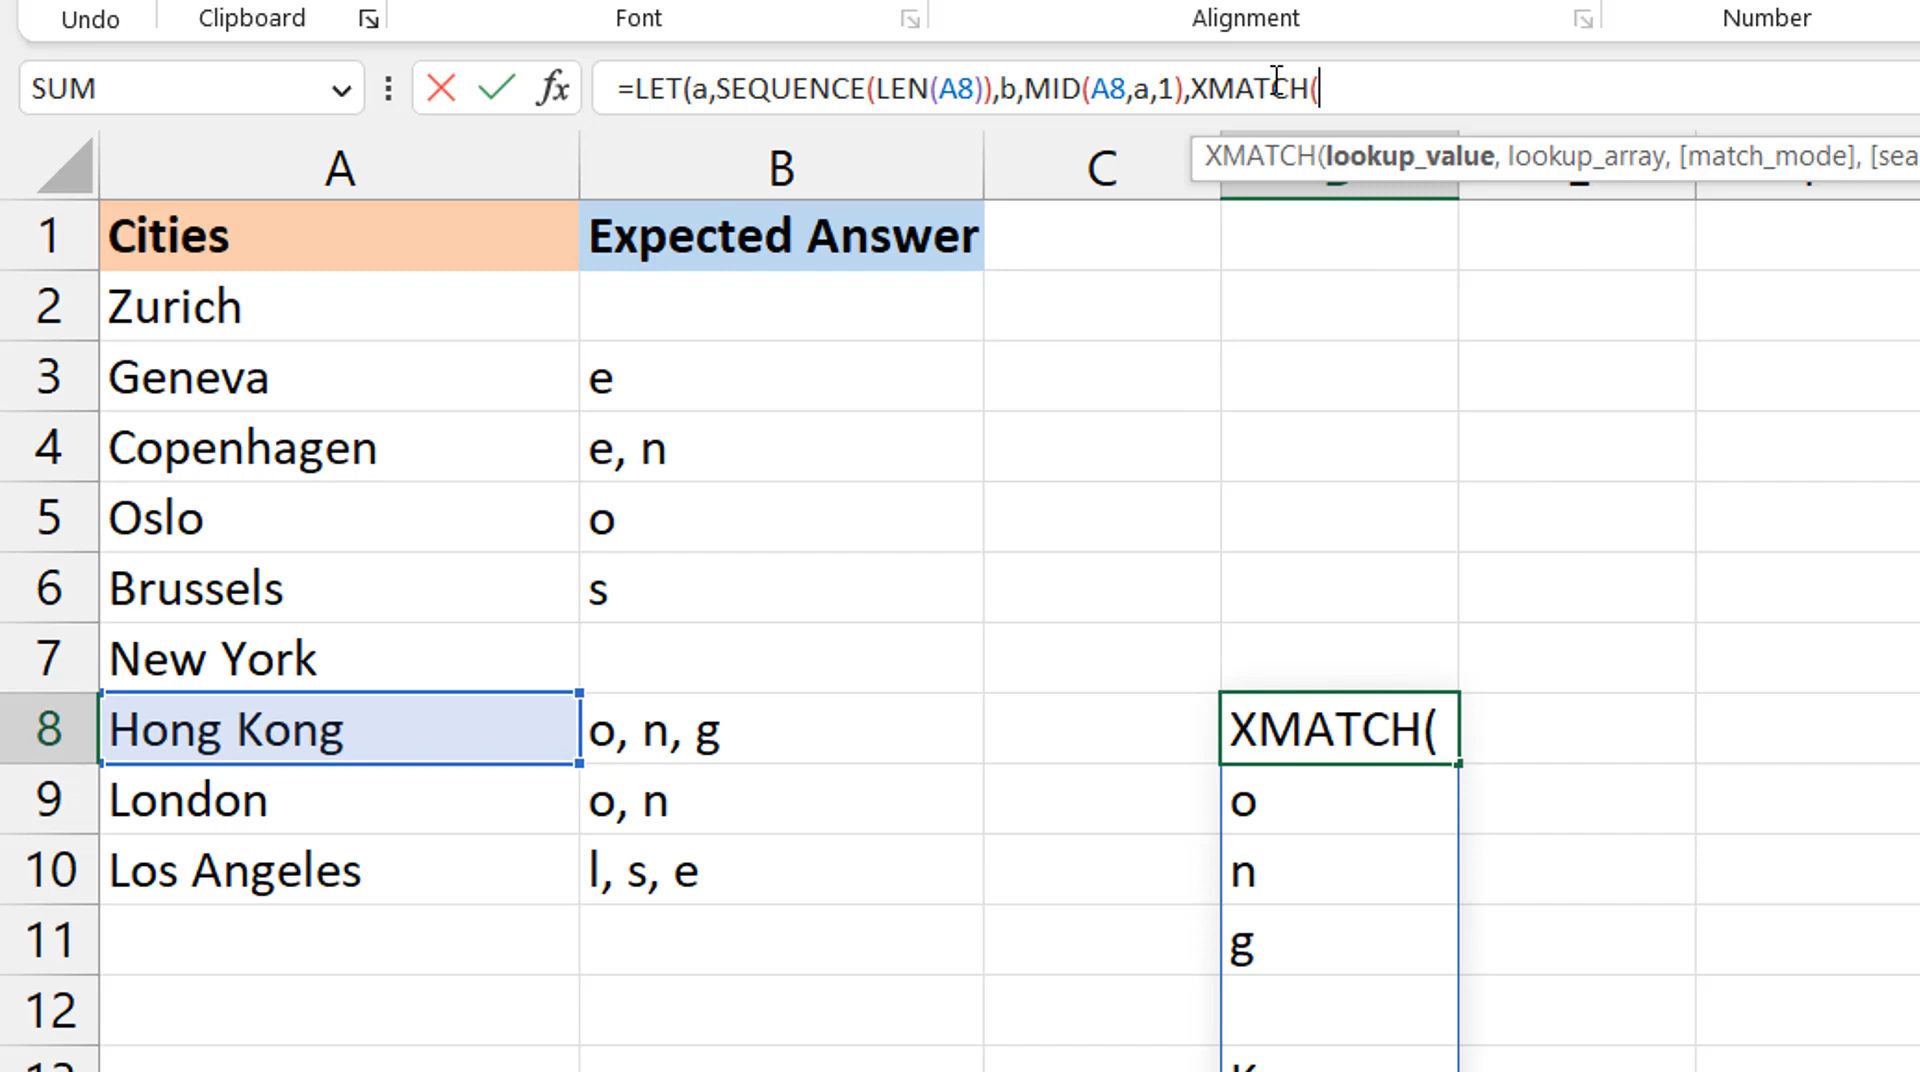 Undo Clipboard Font Alignment Number
SUM fx =LET(a,SEQUENCE(LEN(A8)),b,MID(A8,a,1),XMATCH(
XMATCH(lookup_value, lookup_array, [match_mode], [sea
A B C
1 Cities Expected Answer
2 Zurich
3 Geneva e
4 Copenhagen e, n
5 Oslo o
6 Brussels s
7 New York
8 Hong Kong o, n, g XMATCH(
9 London o, n o
10 Los Angeles l, s, e n
11 g
12